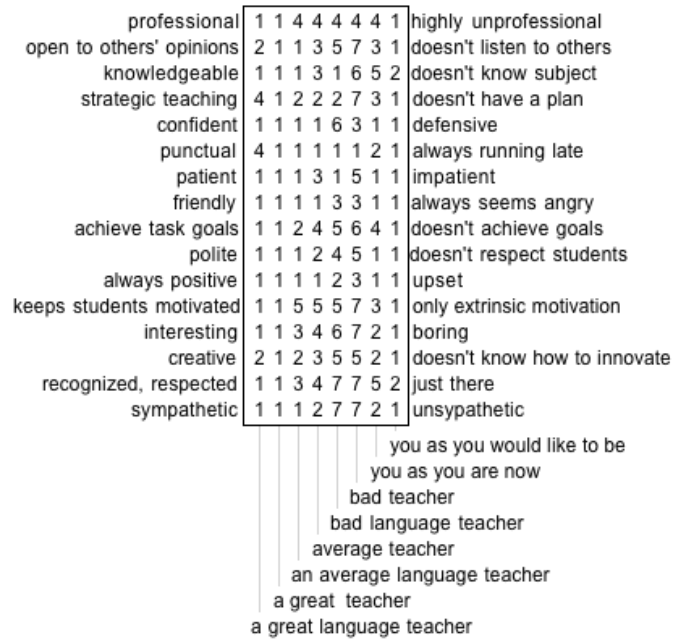 professional 1 1 4 4 4 4 4 1 highly unprofessional
open to others' opinions 2 1 1 3 5 7 3 1 doesn't listen to others
knowledgeable 1 1 1 3 1 6 5 2 doesn't know subject
strategic teaching 4 1 2 2 2 7 3 1 doesn't have a plan
confident 1 1 1 1 6 3 1 1 defensive
punctual 4 1 1 1 1 1 2 1 always running late
patient 1 1 1 3 1 5 1 1 impatient
friendly 1 1 1 1 3 3 1 1 always seems angry
achieve task goals 1 1 2 4 5 6 4 1 doesn't achieve goals
polite 1 1 1 2 4 5 1 1 doesn't respect students
always positive 1 1 1 1 2 3 1 1 upset
keeps students motivated 1 1 5 5 5 7 3 1 only extrinsic motivation
interesting 1 1 3 4 6 7 2 1 boring
creative 2 1 2 3 5 5 2 1 doesn't know how to innovate
recognized, respected 1 1 3 4 7 7 5 2 just there
sympathetic 1 1 1 2 7 7 2 1 unsypathetic
you as you would like to be
you as you are now
bad teacher
bad language teacher
average teacher
an average language teacher
a great teacher
a great language teacher